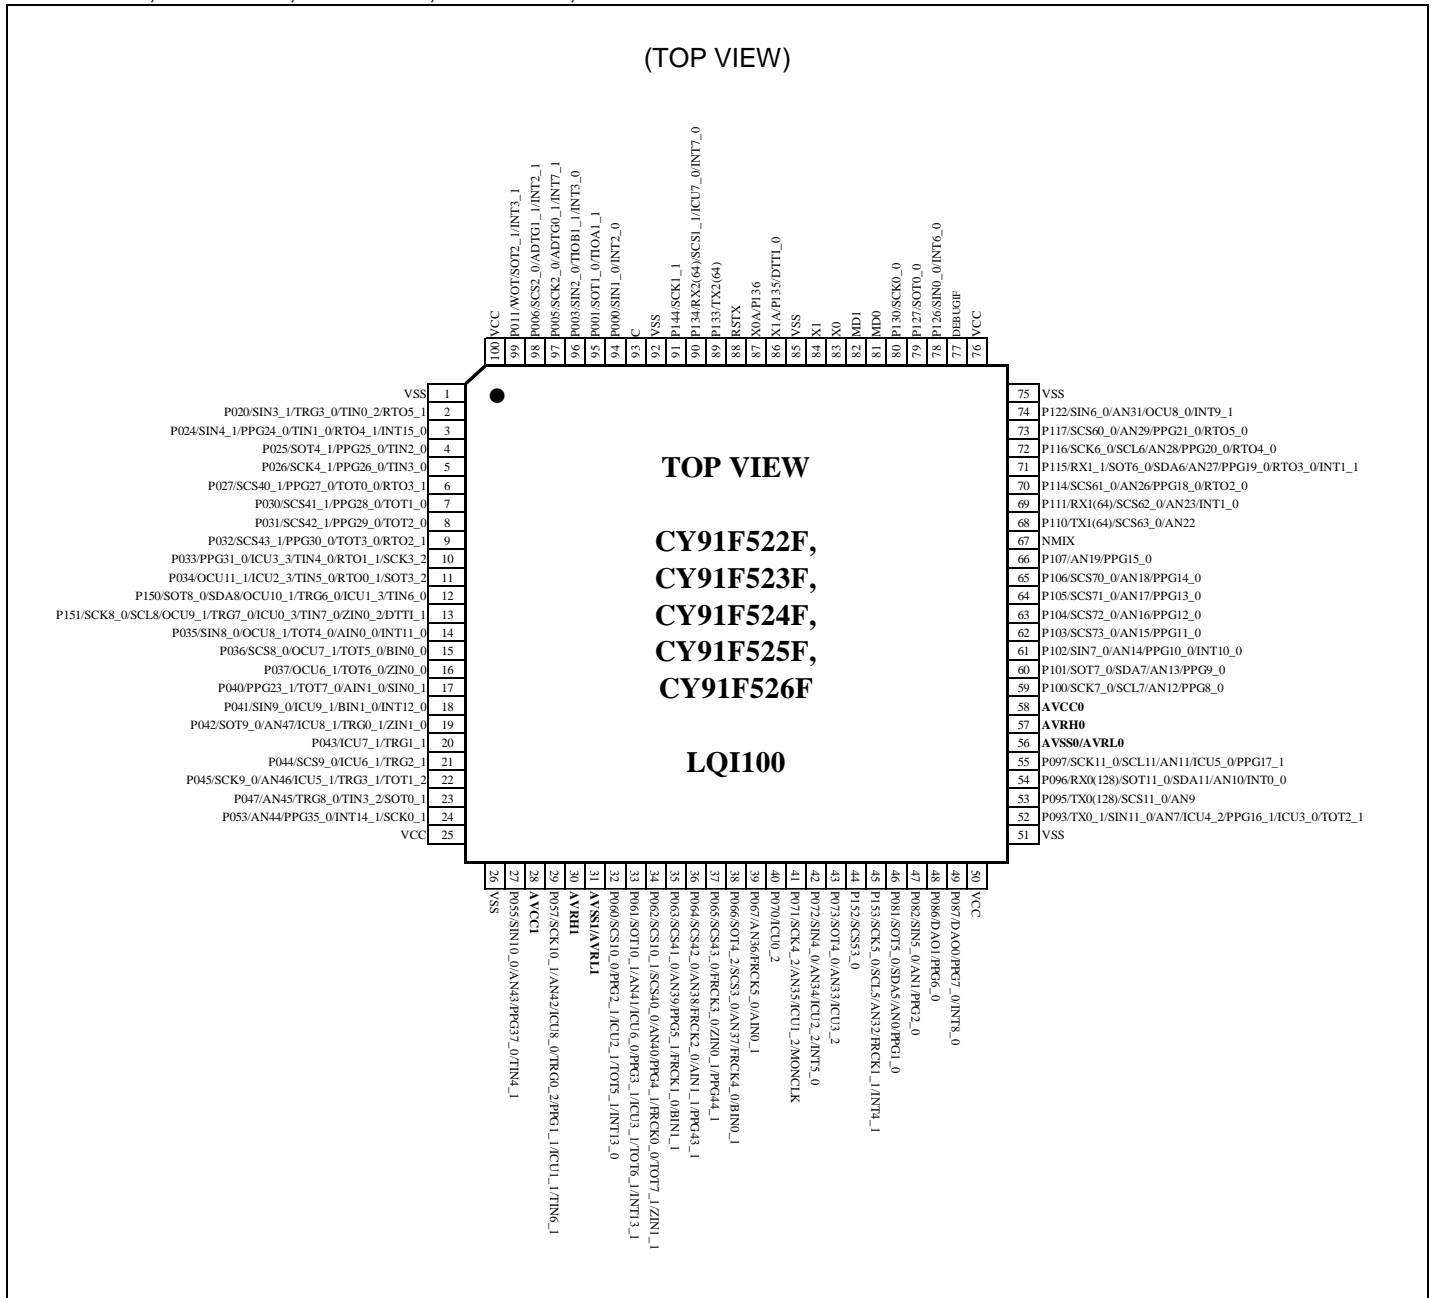 (TOP VIEW)
100 VCC
99 P011/WOT/SOT2_1/INT3_1
98 P006/SCS2_0/ADTG1_1/INT2_1
97 P005/SCK2_0/ADTG0_1/INT7_1
96 P003/SIN2_0/TIOB1_1/INT3_0
95 P001/SOT1_0/TIOA1_1
94 P000/SIN1_0/INT2_0
93 C
92 VSS
91 P144/SCK1_1
90 P134/RX2(64)/SCS1_1/ICU7_0/INT7_0
89 P133/TX2(64)
88 RSTX
87 X0A/P136
86 X1A/P135/DTTI_0
85 VSS
84 X1
83 X0
82 MD1
81 MD0
80 P130/SCK0_0
79 P127/SOT0_0
78 P126/SIN0_0/INT6_0
77 DEBUGIF
76 VCC
VSS 1
P020/SIN3_1/TRG3_0/TIN0_2/RTO5_1 2
P024/SIN4_1/PPG24_0/TIN1_0/RTO4_1/INT15_0 3
P025/SOT4_1/PPG25_0/TIN2_0 4
P026/SCK4_1/PPG26_0/TIN3_0 5
P027/SCS40_1/PPG27_0/TOT0_0/RTO3_1 6
P030/SCS41_1/PPG28_0/TOT1_0 7
P031/SCS42_1/PPG29_0/TOT2_0 8
P032/SCS43_1/PPG30_0/TOT3_0/RTO2_1 9
P033/PPG31_0/ICU3_3/TIN4_0/RTO1_1/SCK3_2 10
P034/OCU11_1/ICU2_3/TIN5_0/RTO0_1/SOT3_2 11
P150/SOT8_0/SDA8/OCU10_1/TRG6_0/ICU1_3/TIN6_0 12
P151/SCK8_0/SCL8/OCU9_1/TRG7_0/ICU0_3/TIN7_0/ZIN0_2/DTTI_1 13
P035/SIN8_0/OCU8_1/TOT4_0/AIN0_0/INT11_0 14
P036/SCS8_0/OCU7_1/TOT5_0/BIN0_0 15
P037/OCU6_1/TOT6_0/ZIN0_0 16
P040/PPG23_1/TOT7_0/AIN1_0/SIN0_1 17
P041/SIN9_0/ICU9_1/BIN1_0/INT12_0 18
P042/SOT9_0/AN47/ICU8_1/TRG0_1/ZIN1_0 19
P043/ICU7_1/TRG1_1 20
P044/SCS9_0/ICU6_1/TRG2_1 21
P045/SCK9_0/AN46/ICU5_1/TRG3_1/TOT1_2 22
P047/AN45/TRG8_0/TIN3_2/SOT0_1 23
P053/AN44/PPG35_0/INT14_1/SCK0_1 24
VCC 25
TOP VIEW
CY91F522F,
CY91F523F,
CY91F524F,
CY91F525F,
CY91F526F
LQI100
75 VSS
74 P122/SIN6_0/AN31/OCU8_0/INT9_1
73 P117/SCS60_0/AN29/PPG21_0/RTO5_0
72 P116/SCK6_0/SCL6/AN28/PPG20_0/RTO4_0
71 P115/RX1_1/SOT6_0/SDA6/AN27/PPG19_0/RTO3_0/INT1_1
70 P114/SCS61_0/AN26/PPG18_0/RTO2_0
69 P111/RX1(64)/SCS62_0/AN23/INT1_0
68 P110/TX1(64)/SCS63_0/AN22
67 NMIX
66 P107/AN19/PPG15_0
65 P106/SCS70_0/AN18/PPG14_0
64 P105/SCS71_0/AN17/PPG13_0
63 P104/SCS72_0/AN16/PPG12_0
62 P103/SCS73_0/AN15/PPG11_0
61 P102/SIN7_0/AN14/PPG10_0/INT10_0
60 P101/SOT7_0/SDA7/AN13/PPG9_0
59 P100/SCK7_0/SCL7/AN12/PPG8_0
58 AVCC0
57 AVRH0
56 AVSS0/AVRL0
55 P097/SCK11_0/SCL11/AN11/ICU5_0/PPG17_1
54 P096/RX0(128)/SOT11_0/SDA11/AN10/INT0_0
53 P095/TX0(128)/SCS11_0/AN9
52 P093/TX0_1/SIN11_0/AN7/ICU4_2/PPG16_1/ICU3_0/TOT2_1
51 VSS
26 VSS
27 P055/SIN10_0/AN43/PPG37_0/TIN4_1
28 AVCC1
29 P057/SCK10_1/AN42/ICU8_0/TRG0_2/PPG1_1/ICU1_1/TIN6_1
30 AVRH1
31 AVSS1/AVRL1
32 P060/SCS10_0/PPG2_1/ICU2_1/TOT5_1/INT13_0
33 P061/SOT10_1/AN41/ICU6_0/PPG3_1/ICU3_1/TOT6_1/INT13_1
34 P062/SCS10_1/SCS40_0/AN40/PPG4_1/FRCK0_0/TOT7_1/ZIN1_1
35 P063/SCS41_0/AN39/PPG5_1/FRCK1_0/BIN1_1
36 P064/SCS42_0/AN38/FRCK2_0/AIN1_1/PPG43_1
37 P065/SCS43_0/FRCK3_0/ZIN0_1/PPG44_1
38 P066/SOT4_2/SCS3_0/AN37/FRCK4_0/BIN0_1
39 P067/AN36/FRCK5_0/AIN0_1
40 P070/ICU0_2
41 P071/SCK4_2/AN35/ICU1_2/MONCLK
42 P072/SIN4_0/AN34/ICU2_2/INT5_0
43 P073/SOT4_0/AN33/ICU3_2
44 P152/SCS53_0
45 P153/SCK5_0/SCL5/AN32/FRCK1_1/INT4_1
46 P081/SOT5_0/SDA5/AN0/PPG1_0
47 P082/SIN5_0/AN1/PPG2_0
48 P086/DAO1/PPG6_0
49 P087/DAO0/PPG7_0/INT8_0
50 VCC